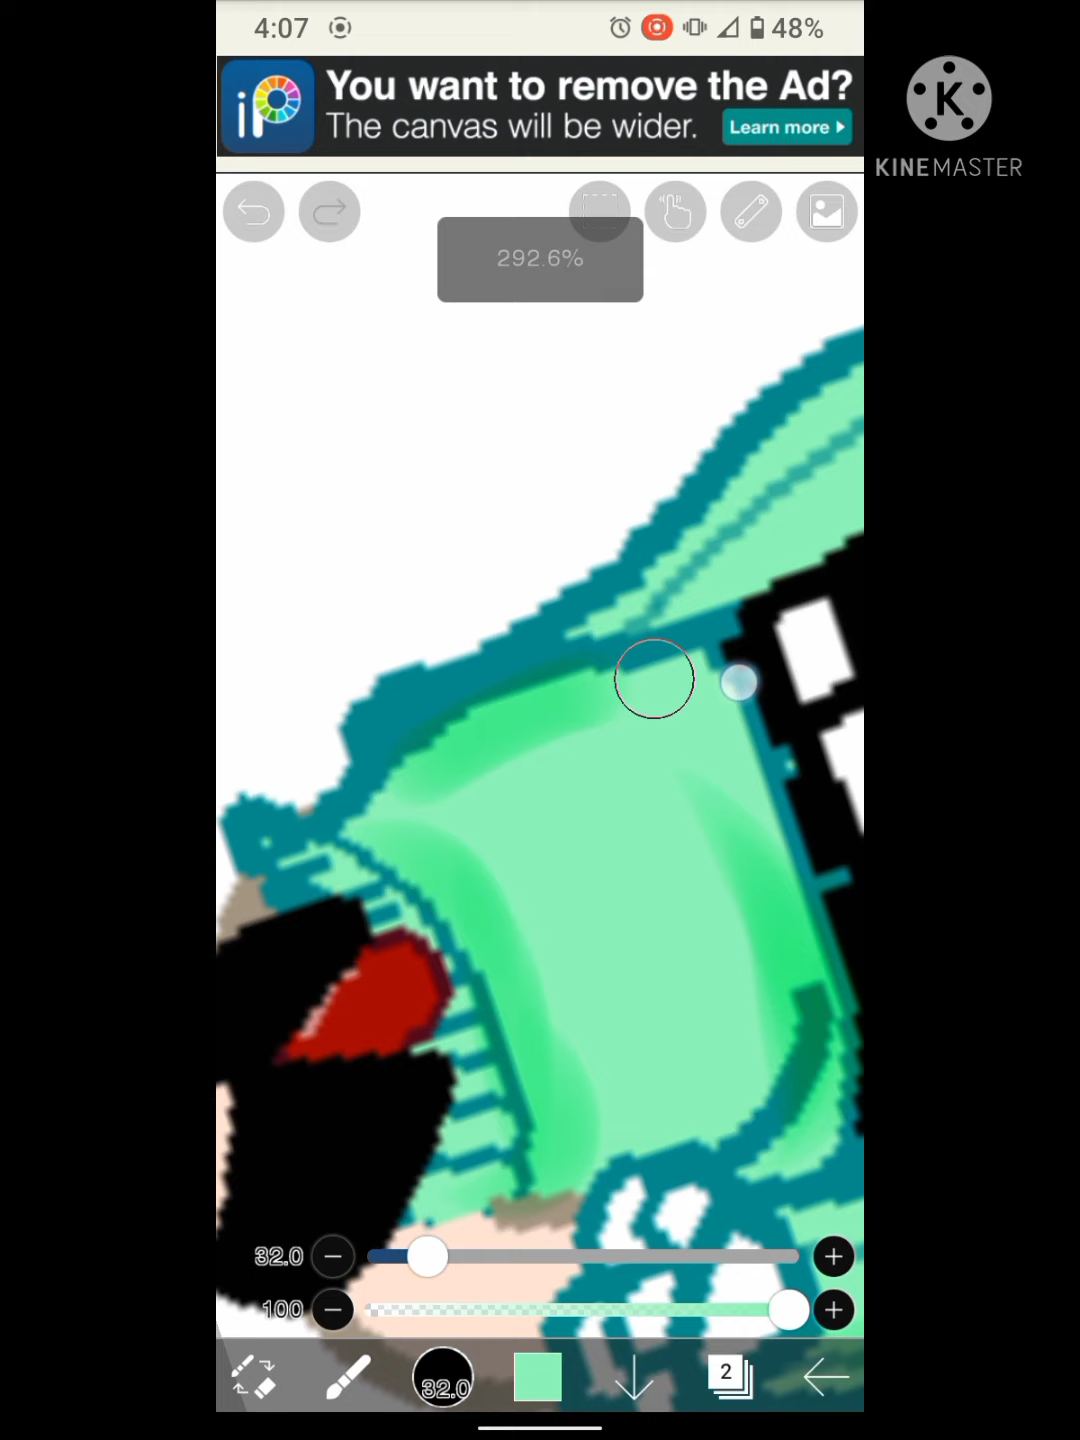 4:07
48%
iP
You want to remove the Ad?
The canvas will be wider.
Learn more
K
KINEMASTER
292.6%
32.0
100
32.0
2